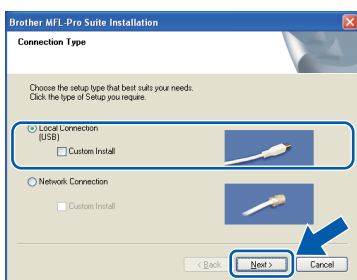 Brother MFL-Pro Suite Installation
Connection Type
Choose the setup type that best suits your needs.
Click the type of Setup you require.
Local Connection
(USB)
Custom Install
Network Connection
Custom Install
< Back
Next >
Cancel